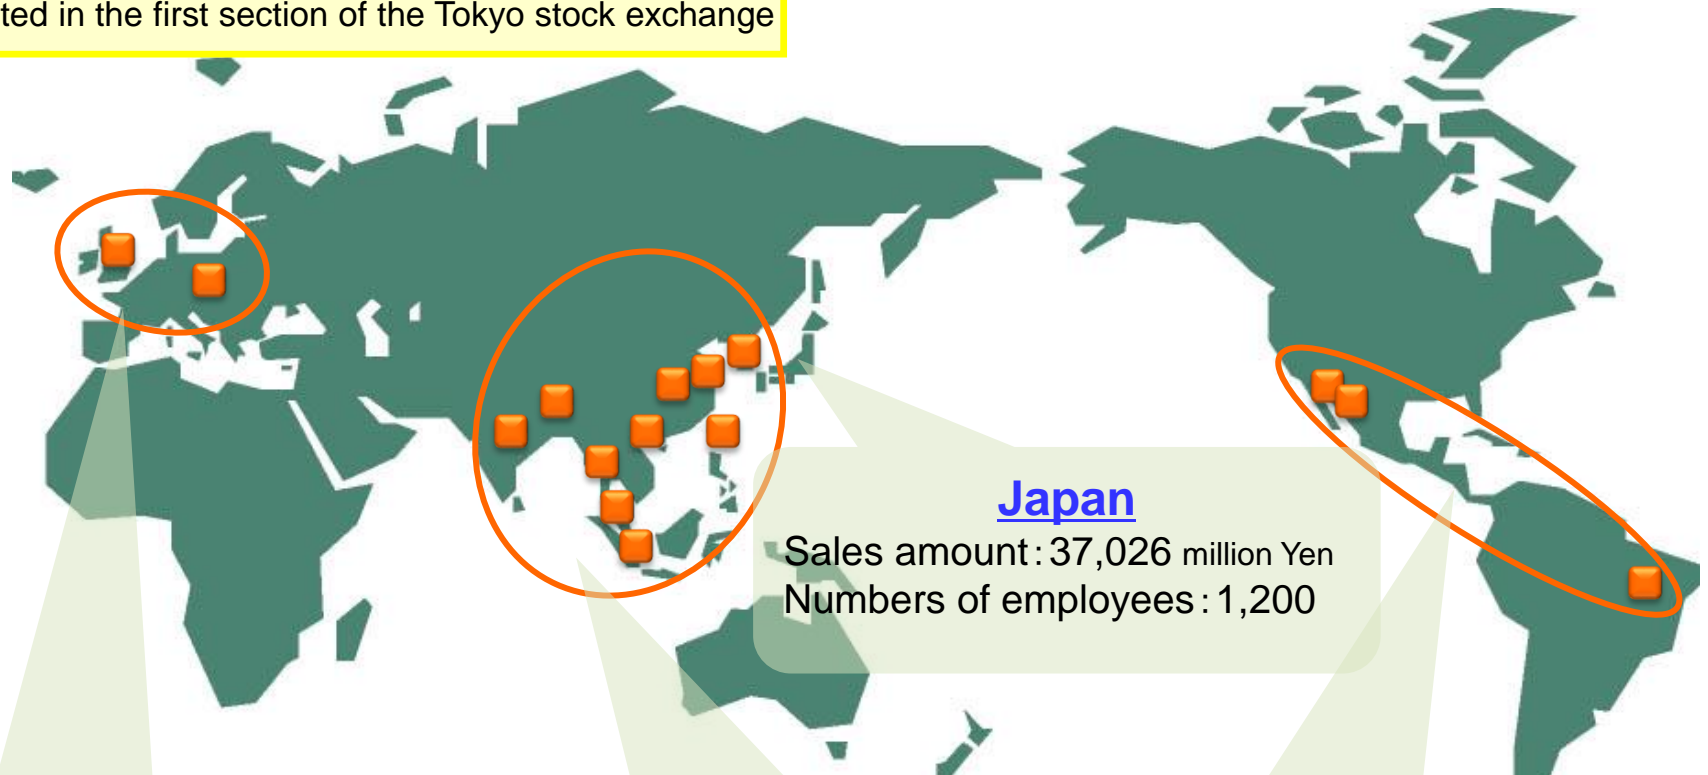 ted in the first section of the Tokyo stock exchange
Japan
Sales amount：37,026 million Yen
Numbers of employees：1,200